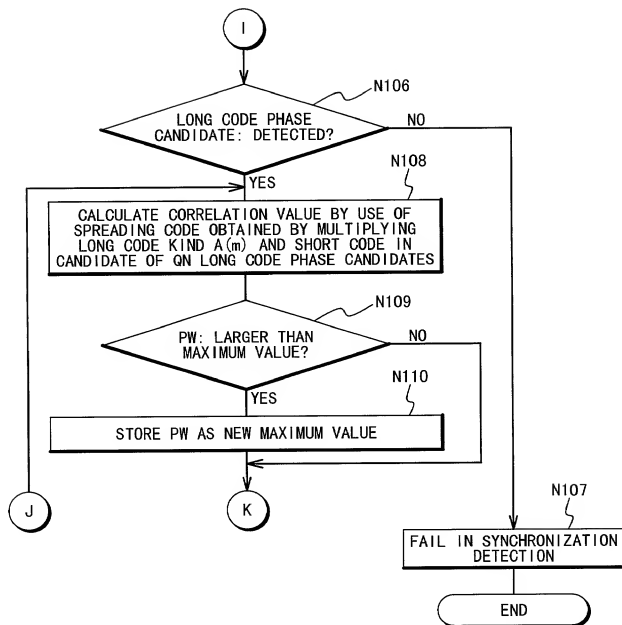 I
N106
LONG CODE PHASE
CANDIDATE: DETECTED?
NO
YES
N108
CALCULATE CORRELATION VALUE BY USE OF
SPREADING CODE OBTAINED BY MULTIPLYING
LONG CODE KIND A(m) AND SHORT CODE IN
CANDIDATE OF QN LONG CODE PHASE CANDIDATES
N109
PW: LARGER THAN
MAXIMUM VALUE?
NO
YES
N110
STORE PW AS NEW MAXIMUM VALUE
J
K
N107
FAIL IN SYNCHRONIZATION
DETECTION
END